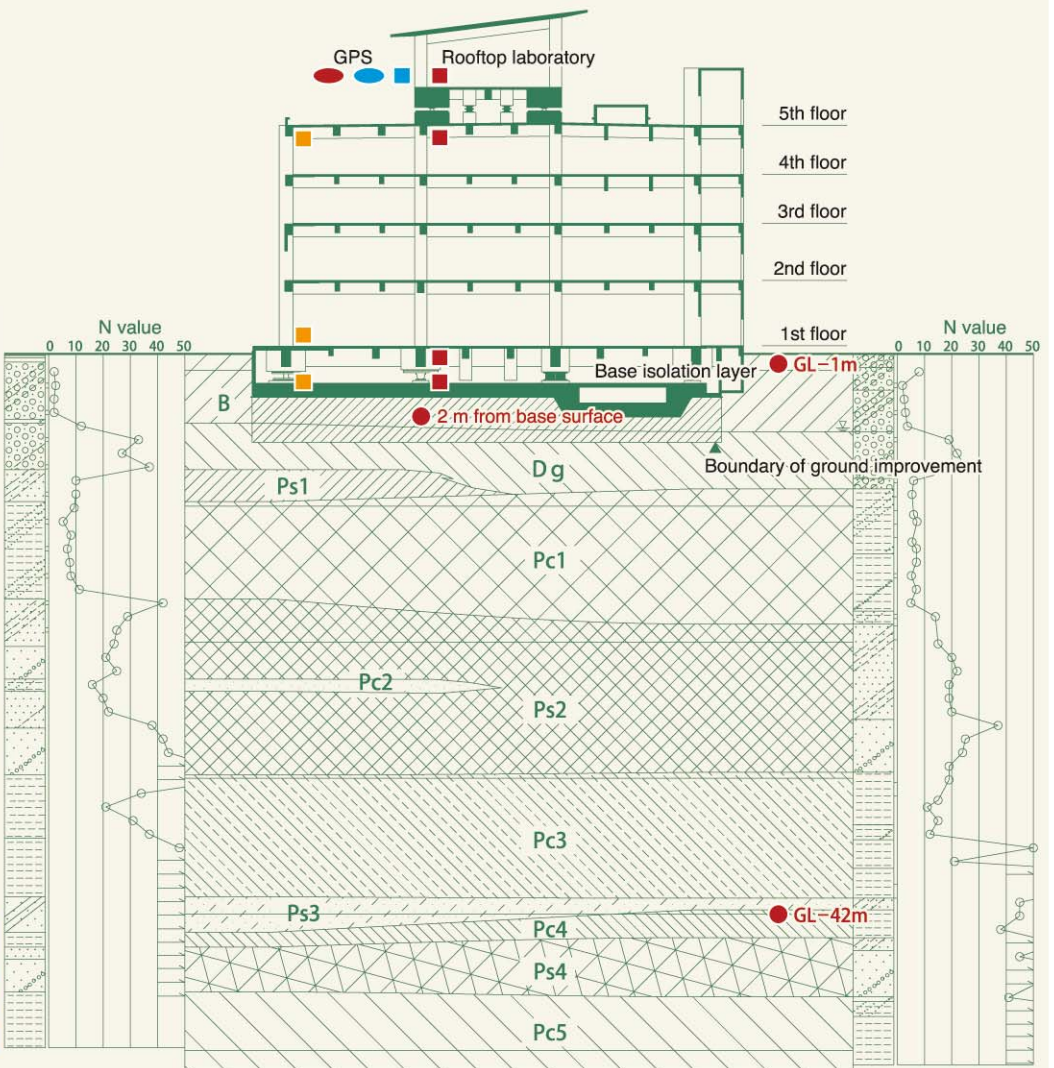 GPS
Rooftop laboratory
5th floor
4th floor
3rd floor
2nd floor
1st floor
N value
0 10 20 30 40 50
N value
0 10 20 30 40 50
GL-1m
Base isolation layer
B
2 m from base surface
Dg
Boundary of ground improvement
Ps1
Pc1
Pc2
Ps2
Pc3
Ps3
GL-42m
Pc4
Ps4
Pc5